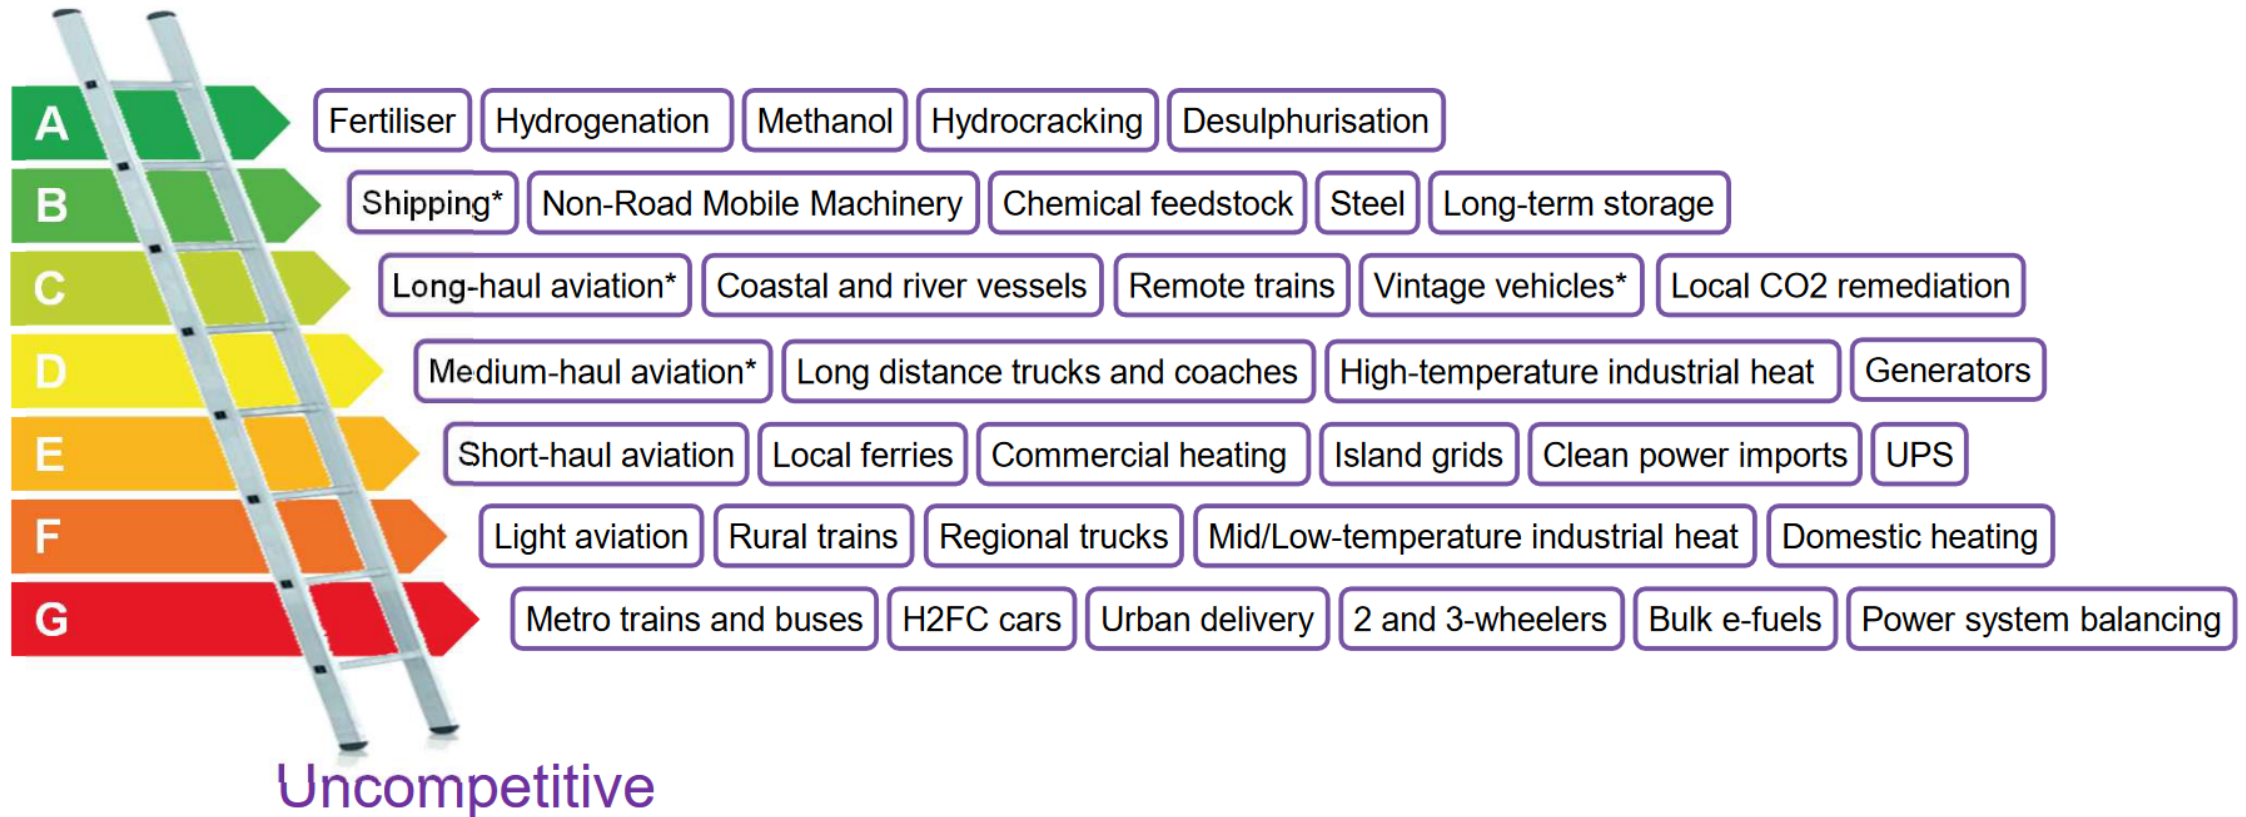 A Fertiliser Hydrogenation Methanol Hydrocracking Desulphurisation
B Shipping* Non-Road Mobile Machinery Chemical feedstock Steel Long-term storage
C Long-haul aviation* Coastal and river vessels Remote trains Vintage vehicles* Local CO2 remediation
D Medium-haul aviation* Long distance trucks and coaches High-temperature industrial heat Generators
E Short-haul aviation Local ferries Commercial heating Island grids Clean power imports UPS
F Light aviation Rural trains Regional trucks Mid/Low-temperature industrial heat Domestic heating
G Metro trains and buses H2FC cars Urban delivery 2 and 3-wheelers Bulk e-fuels Power system balancing
Uncompetitive